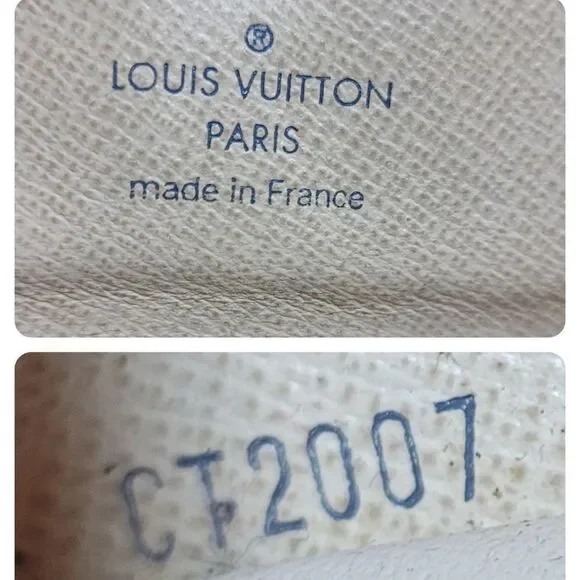 ®
LOUIS VUITTON
PARIS
made in France
CT2007